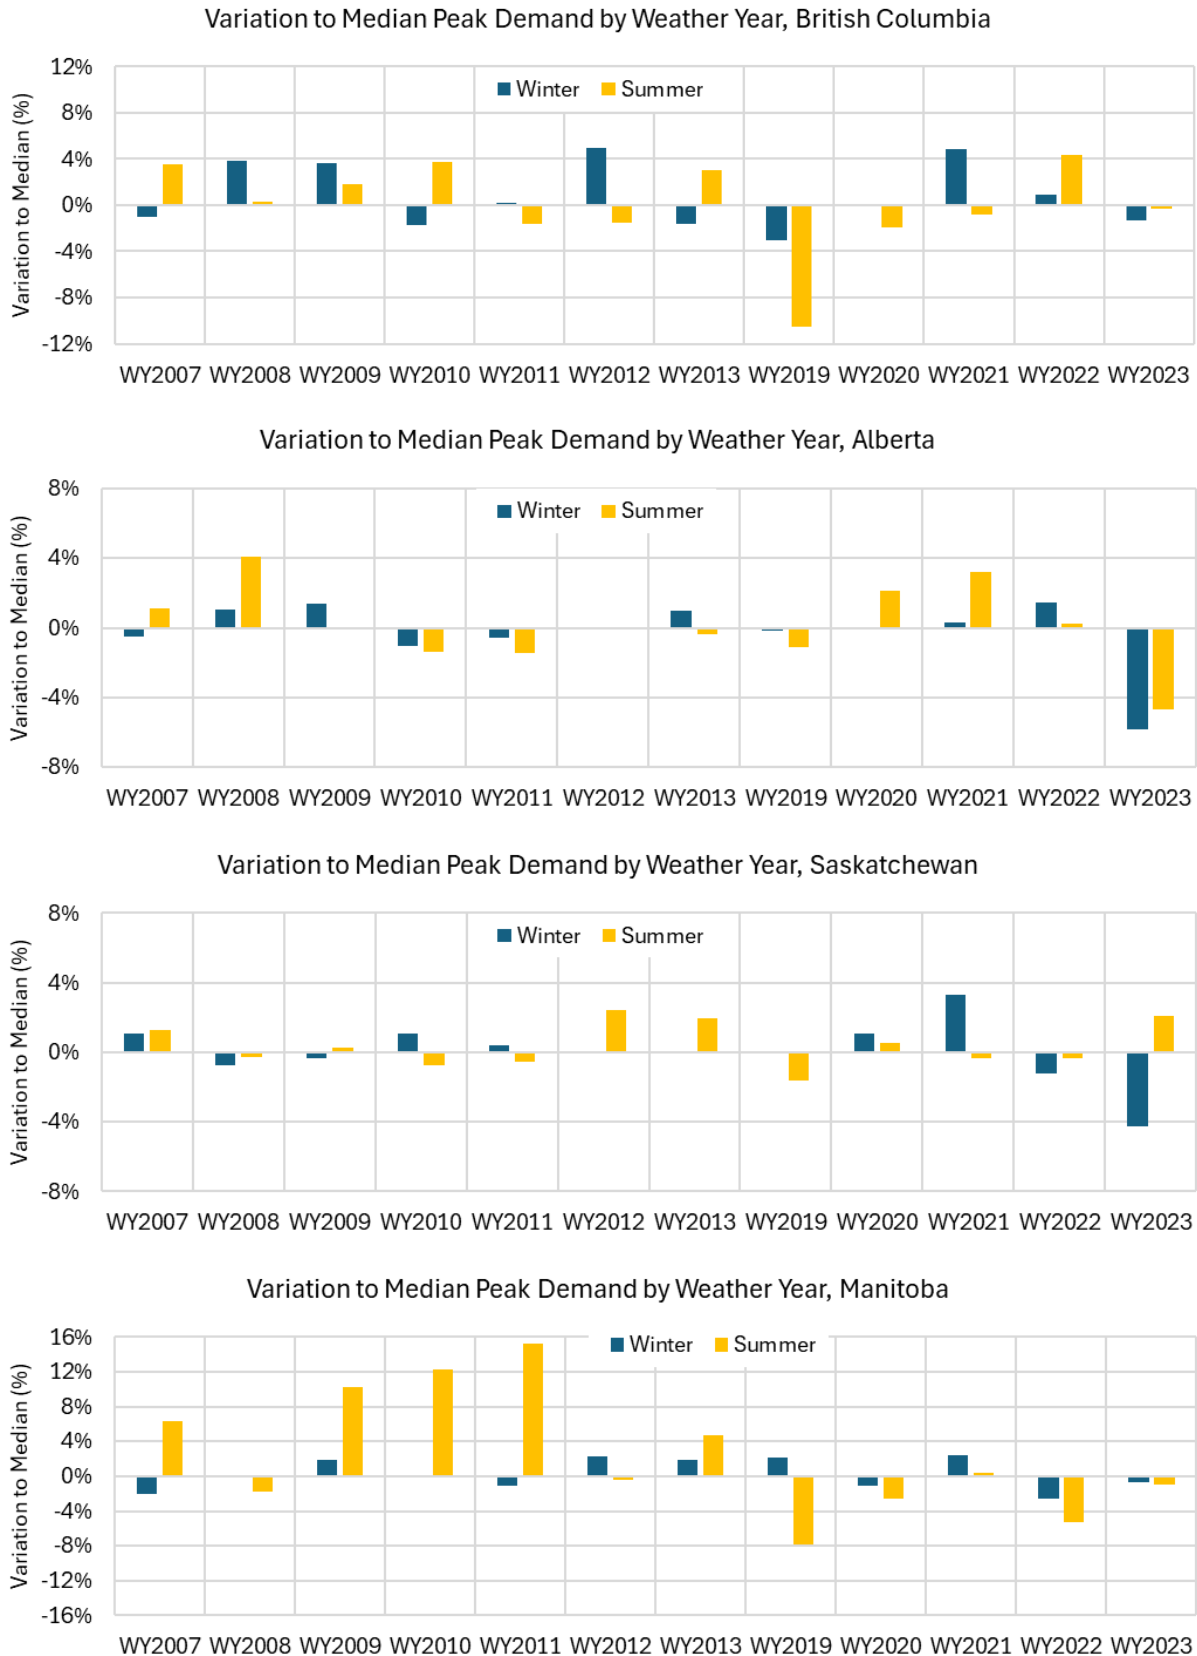 Variation to Median Peak Demand by Weather Year, British Columbia
Variation to Median (%)
12%
8%
4%
0%
-4%
-8%
-12%
Winter Summer
WY2007 WY2008 WY2009 WY2010 WY2011 WY2012 WY2013 WY2019 WY2020 WY2021 WY2022 WY2023
Variation to Median Peak Demand by Weather Year, Alberta
Variation to Median (%)
8%
4%
0%
-4%
-8%
Winter Summer
WY2007 WY2008 WY2009 WY2010 WY2011 WY2012 WY2013 WY2019 WY2020 WY2021 WY2022 WY2023
Variation to Median Peak Demand by Weather Year, Saskatchewan
Variation to Median (%)
8%
4%
0%
-4%
-8%
Winter Summer
WY2007 WY2008 WY2009 WY2010 WY2011 WY2012 WY2013 WY2019 WY2020 WY2021 WY2022 WY2023
Variation to Median Peak Demand by Weather Year, Manitoba
Variation to Median (%)
16%
12%
8%
4%
0%
-4%
-8%
-12%
-16%
Winter Summer
WY2007 WY2008 WY2009 WY2010 WY2011 WY2012 WY2013 WY2019 WY2020 WY2021 WY2022 WY2023